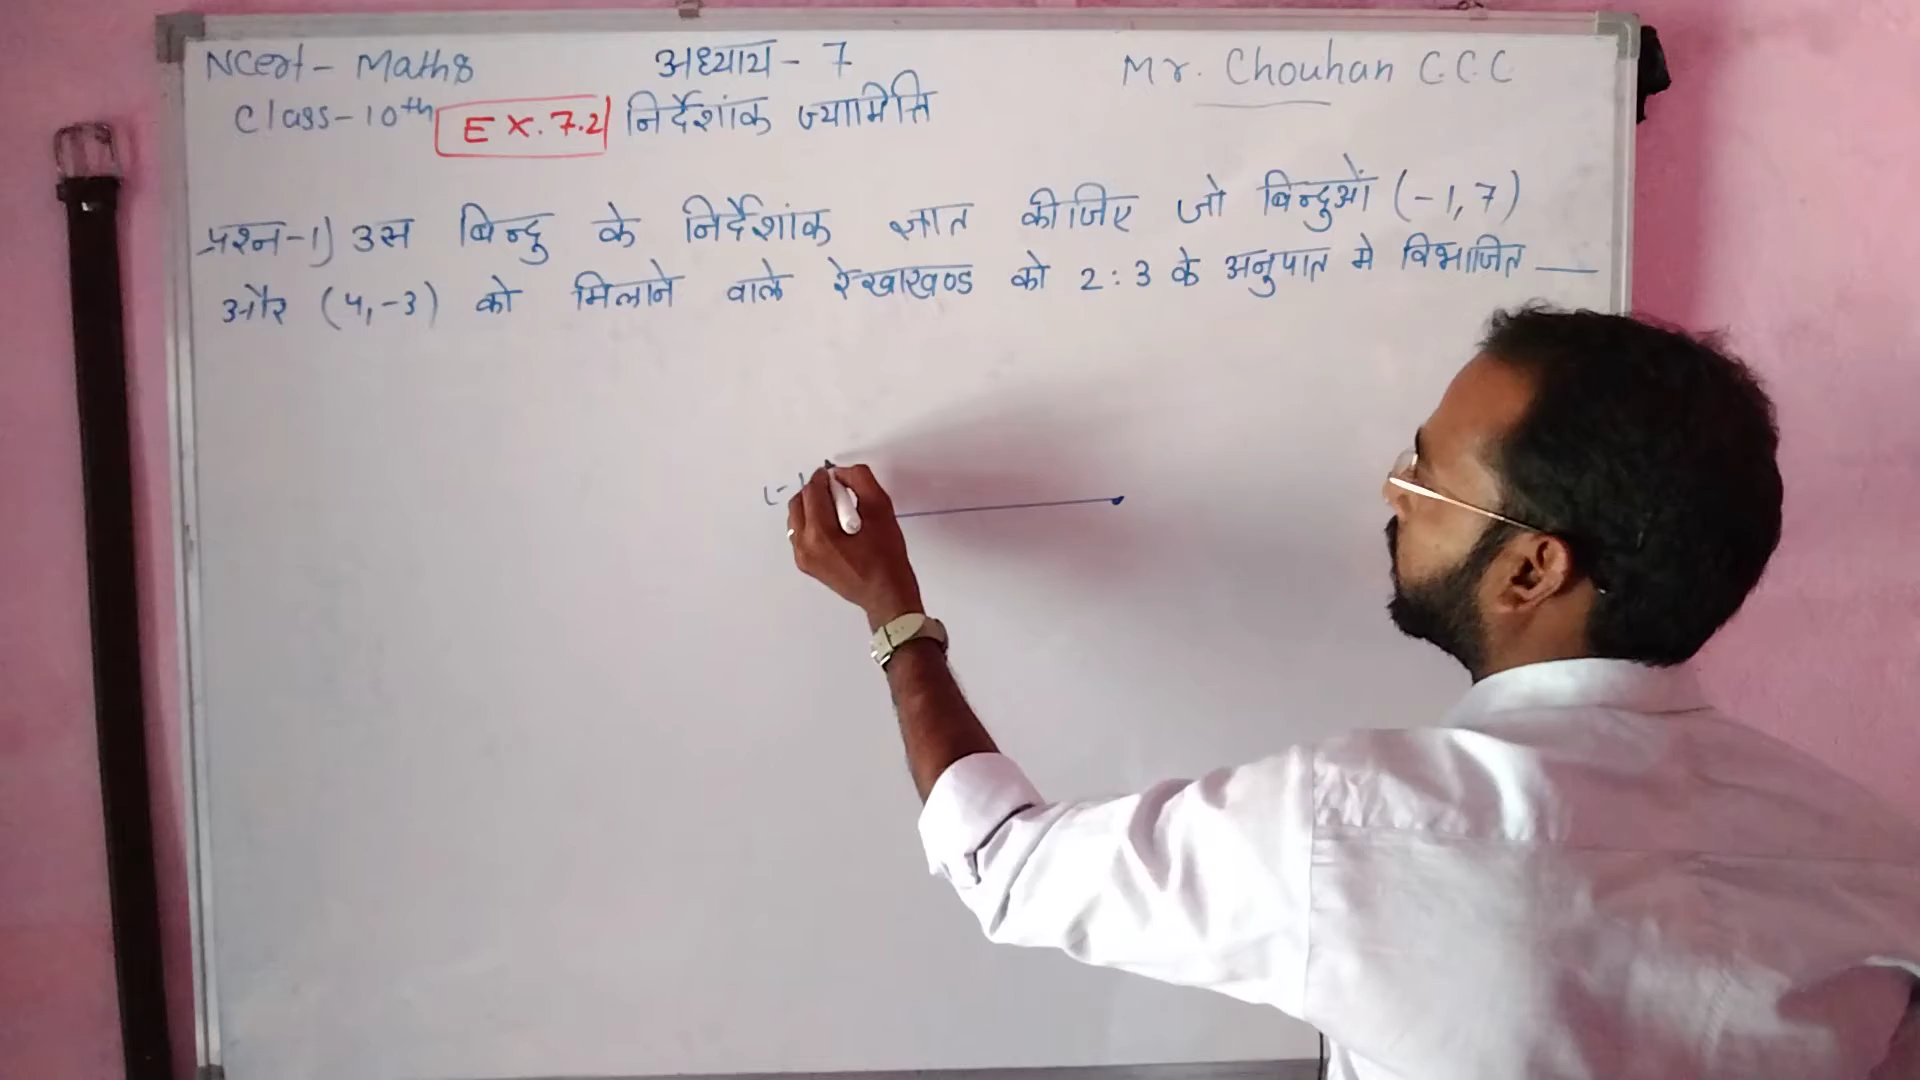 NCert - Maths अध्याय - 7 Mr. Chouhan C.C.C
Class-10th EX. 7.2 निर्देशांक ज्यामिति
प्रश्न-1) उस बिन्दु के निर्देशांक ज्ञात कीजिए जो बिन्दुओं (-1, 7)
और (4, -3) को मिलाने वाले रेखाखण्ड को 2 : 3 के अनुपात मे विभाजित —
(-1